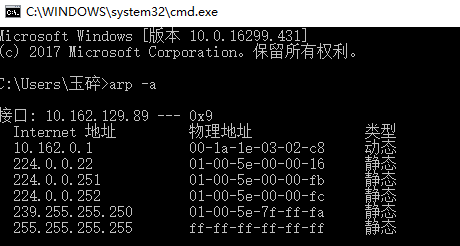 C:\WINDOWS\system32\cmd.exe
Microsoft Windows [版本 10.0.16299.431]
(c) 2017 Microsoft Corporation。保留所有权利。
C:\Users\玉碎>arp -a
接口: 10.162.129.89 --- 0x9
Internet 地址 物理地址 类型
10.162.0.1 00-1a-1e-03-02-c8 动态
224.0.0.22 01-00-5e-00-00-16 静态
224.0.0.251 01-00-5e-00-00-fb 静态
224.0.0.252 01-00-5e-00-00-fc 静态
239.255.255.250 01-00-5e-7f-ff-fa 静态
255.255.255.255 ff-ff-ff-ff-ff-ff 静态